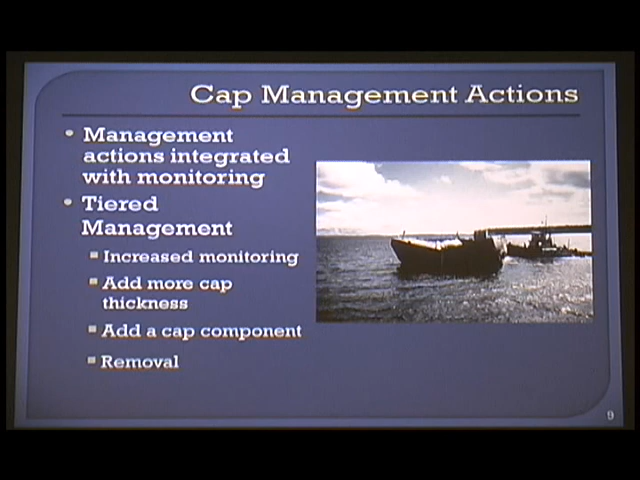 Cap Management Actions
• Management
actions integrated
with monitoring
• Tiered
Management
▪ Increased monitoring
▪ Add more cap
thickness
▪ Add a cap component
▪ Removal
9